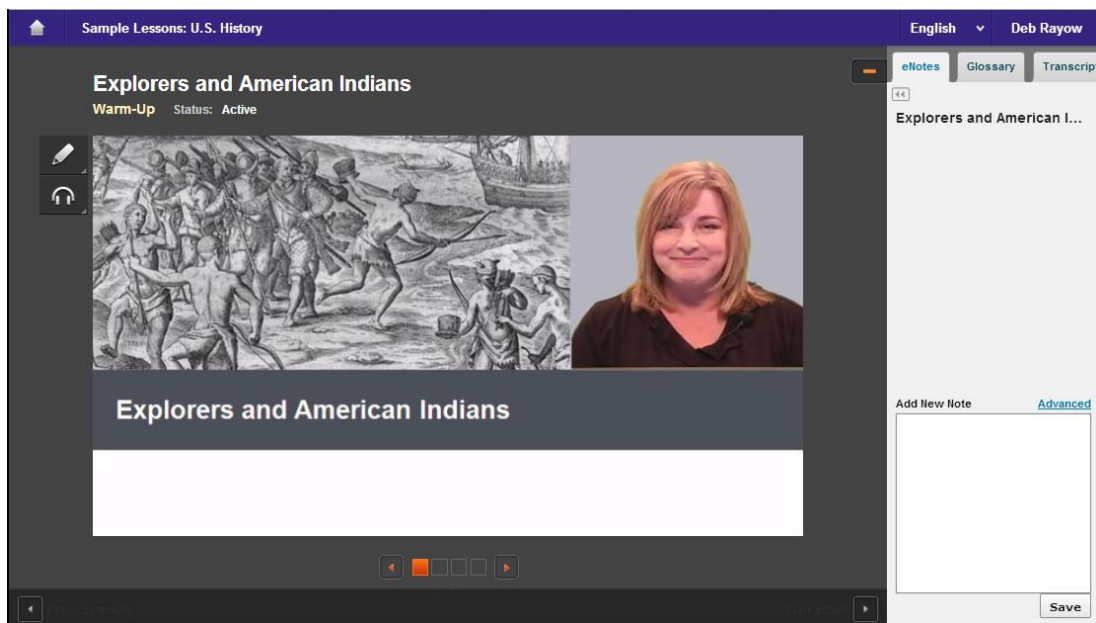 Sample Lessons: U.S. History
English
Deb Rayow
Explorers and American Indians
Warm-Up Status: Active
eNotes
Glossary
Transcrip
Explorers and American I...
Explorers and American Indians
Add New Note
Advanced
Save